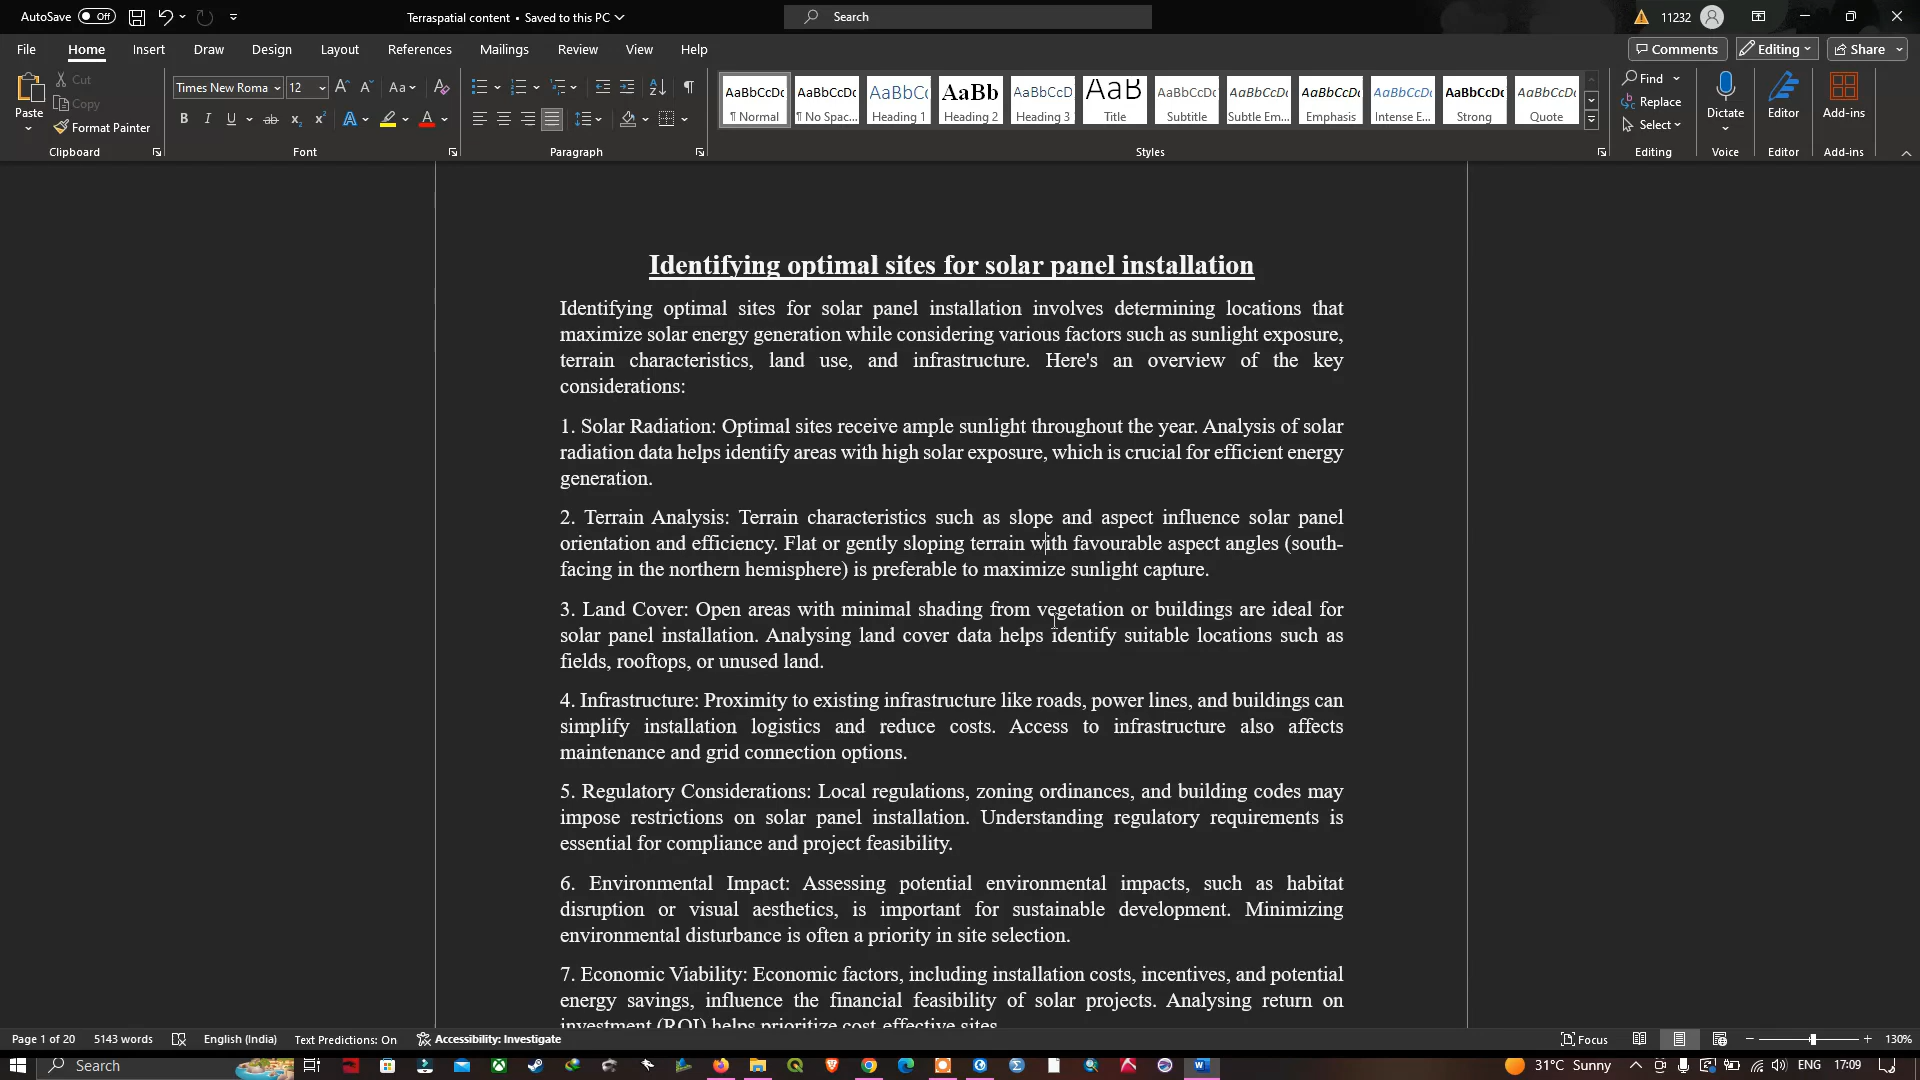 AutoSave Off Terraspatial content • Saved to this PC Search 11232
File Home Insert Draw Design Layout References Mailings Review View Help Comments Editing Share
Paste Cut Copy Format Painter
Times New Roma 12
Aa
B I U ab x₂ x² A A
AaBbCcDc AaBbCcDc AaBbC AaBb AaBbCcD AaB AaBbCcDc AaBbCcDc AaBbCcDc AaBbCcDc AaBbCcDc AaBbCcDc
¶ Normal ¶ No Spac... Heading 1 Heading 2 Heading 3 Title Subtitle Subtle Em... Emphasis Intense E... Strong Quote
Find
Replace
Select
Dictate Editor Add-ins
Clipboard Font Paragraph Styles Editing Voice Editor Add-ins
Identifying optimal sites for solar panel installation
Identifying optimal sites for solar panel installation involves determining locations that
maximize solar energy generation while considering various factors such as sunlight exposure,
terrain characteristics, land use, and infrastructure. Here's an overview of the key
considerations:
1. Solar Radiation: Optimal sites receive ample sunlight throughout the year. Analysis of solar
radiation data helps identify areas with high solar exposure, which is crucial for efficient energy
generation.
2. Terrain Analysis: Terrain characteristics such as slope and aspect influence solar panel
orientation and efficiency. Flat or gently sloping terrain with favourable aspect angles (south-
facing in the northern hemisphere) is preferable to maximize sunlight capture.
3. Land Cover: Open areas with minimal shading from vegetation or buildings are ideal for
solar panel installation. Analysing land cover data helps identify suitable locations such as
fields, rooftops, or unused land.
4. Infrastructure: Proximity to existing infrastructure like roads, power lines, and buildings can
simplify installation logistics and reduce costs. Access to infrastructure also affects
maintenance and grid connection options.
5. Regulatory Considerations: Local regulations, zoning ordinances, and building codes may
impose restrictions on solar panel installation. Understanding regulatory requirements is
essential for compliance and project feasibility.
6. Environmental Impact: Assessing potential environmental impacts, such as habitat
disruption or visual aesthetics, is important for sustainable development. Minimizing
environmental disturbance is often a priority in site selection.
7. Economic Viability: Economic factors, including installation costs, incentives, and potential
energy savings, influence the financial feasibility of solar projects. Analysing return on
investment (ROI) helps prioritize cost-effective sites.
Page 1 of 20 5143 words English (India) Text Predictions: On Accessibility: Investigate Focus 130%
Search 31°C Sunny ENG 17:09